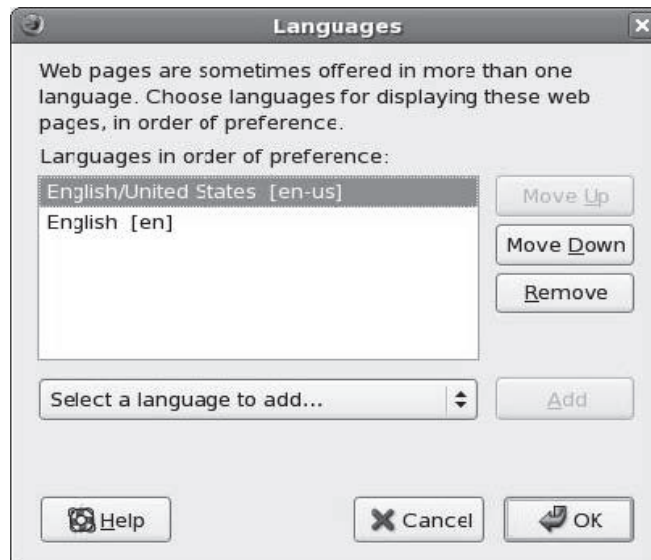 Languages
Web pages are sometimes offered in more than one
language. Choose languages for displaying these web
pages, in order of preference.
Languages in order of preference:
English/United States [en-us]
English [en]
Move Up
Move Down
Remove
Select a language to add...
Add
Help
Cancel
OK